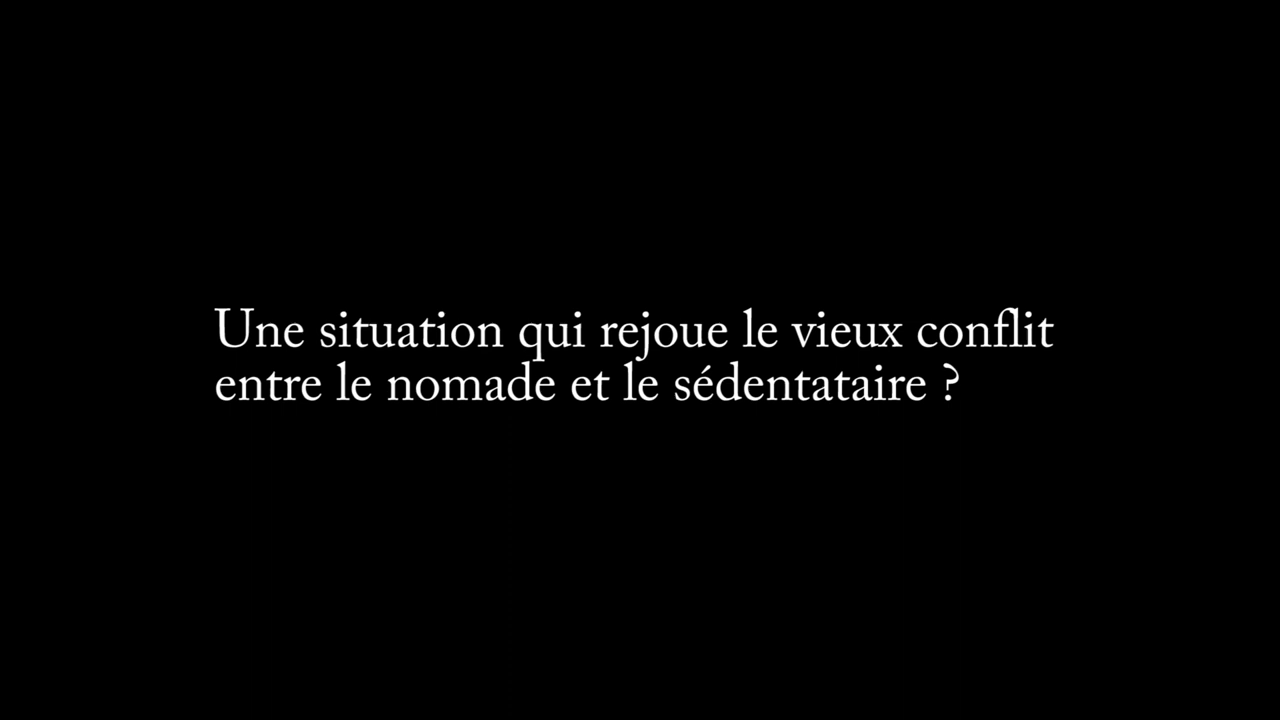 Une situation qui rejoue le vieux conflit
entre le nomade et le sédentataire ?